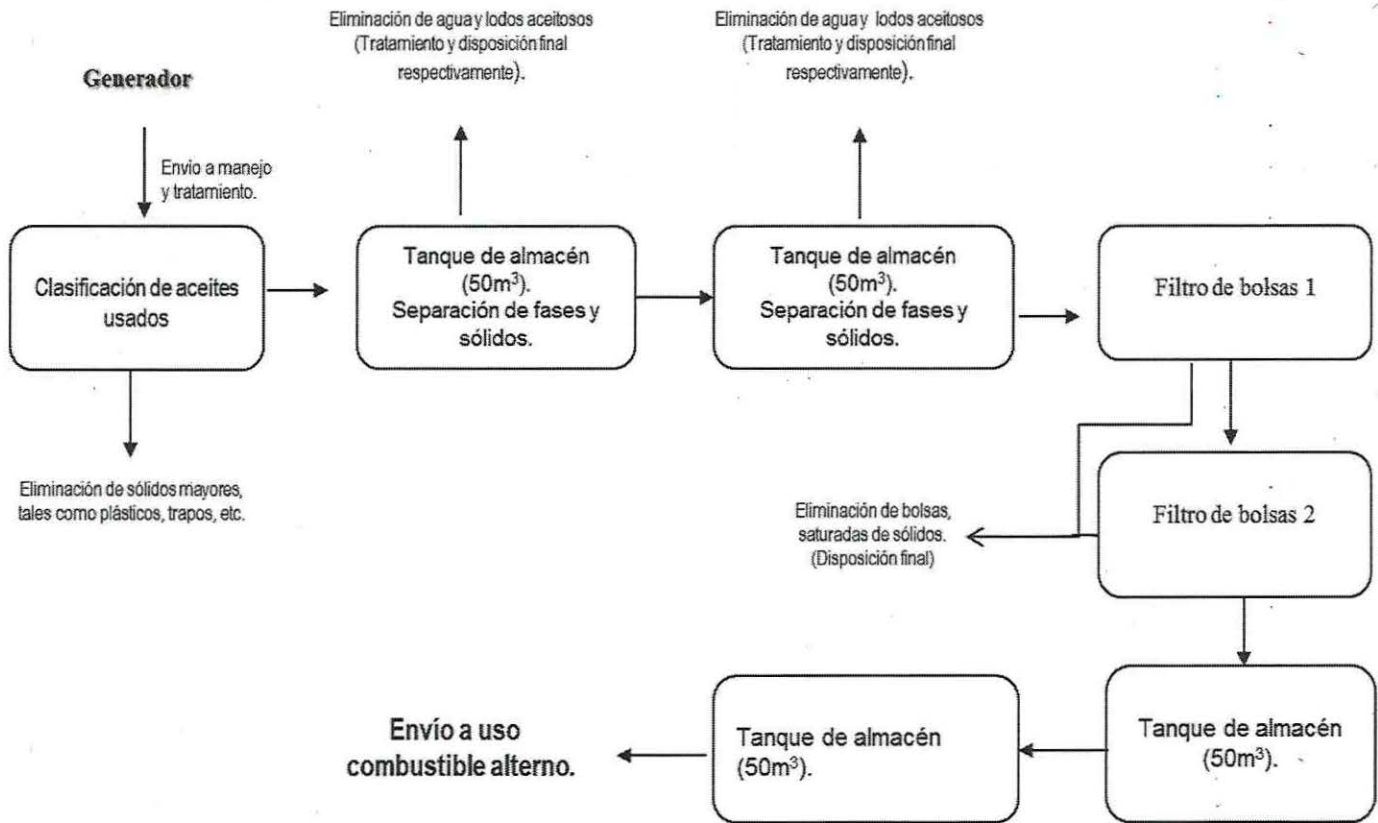 Eliminación de agua y lodos aceitosos
(Tratamiento y disposición final
respectivamente).
Eliminación de agua y lodos aceitosos
(Tratamiento y disposición final
respectivamente).
Generador
Envío a manejo
y tratamiento.
Clasificación de aceites
usados
Tanque de almacén
(50m³).
Separación de fases y
sólidos.
Tanque de almacén
(50m³).
Separación de fases y
sólidos.
Filtro de bolsas 1
Eliminación de sólidos mayores,
tales como plásticos, trapos, etc.
Eliminación de bolsas,
saturadas de sólidos.
(Disposición final)
Filtro de bolsas 2
Tanque de almacén
(50m³).
Tanque de almacén
(50m³).
Envío a uso
combustible alterno.